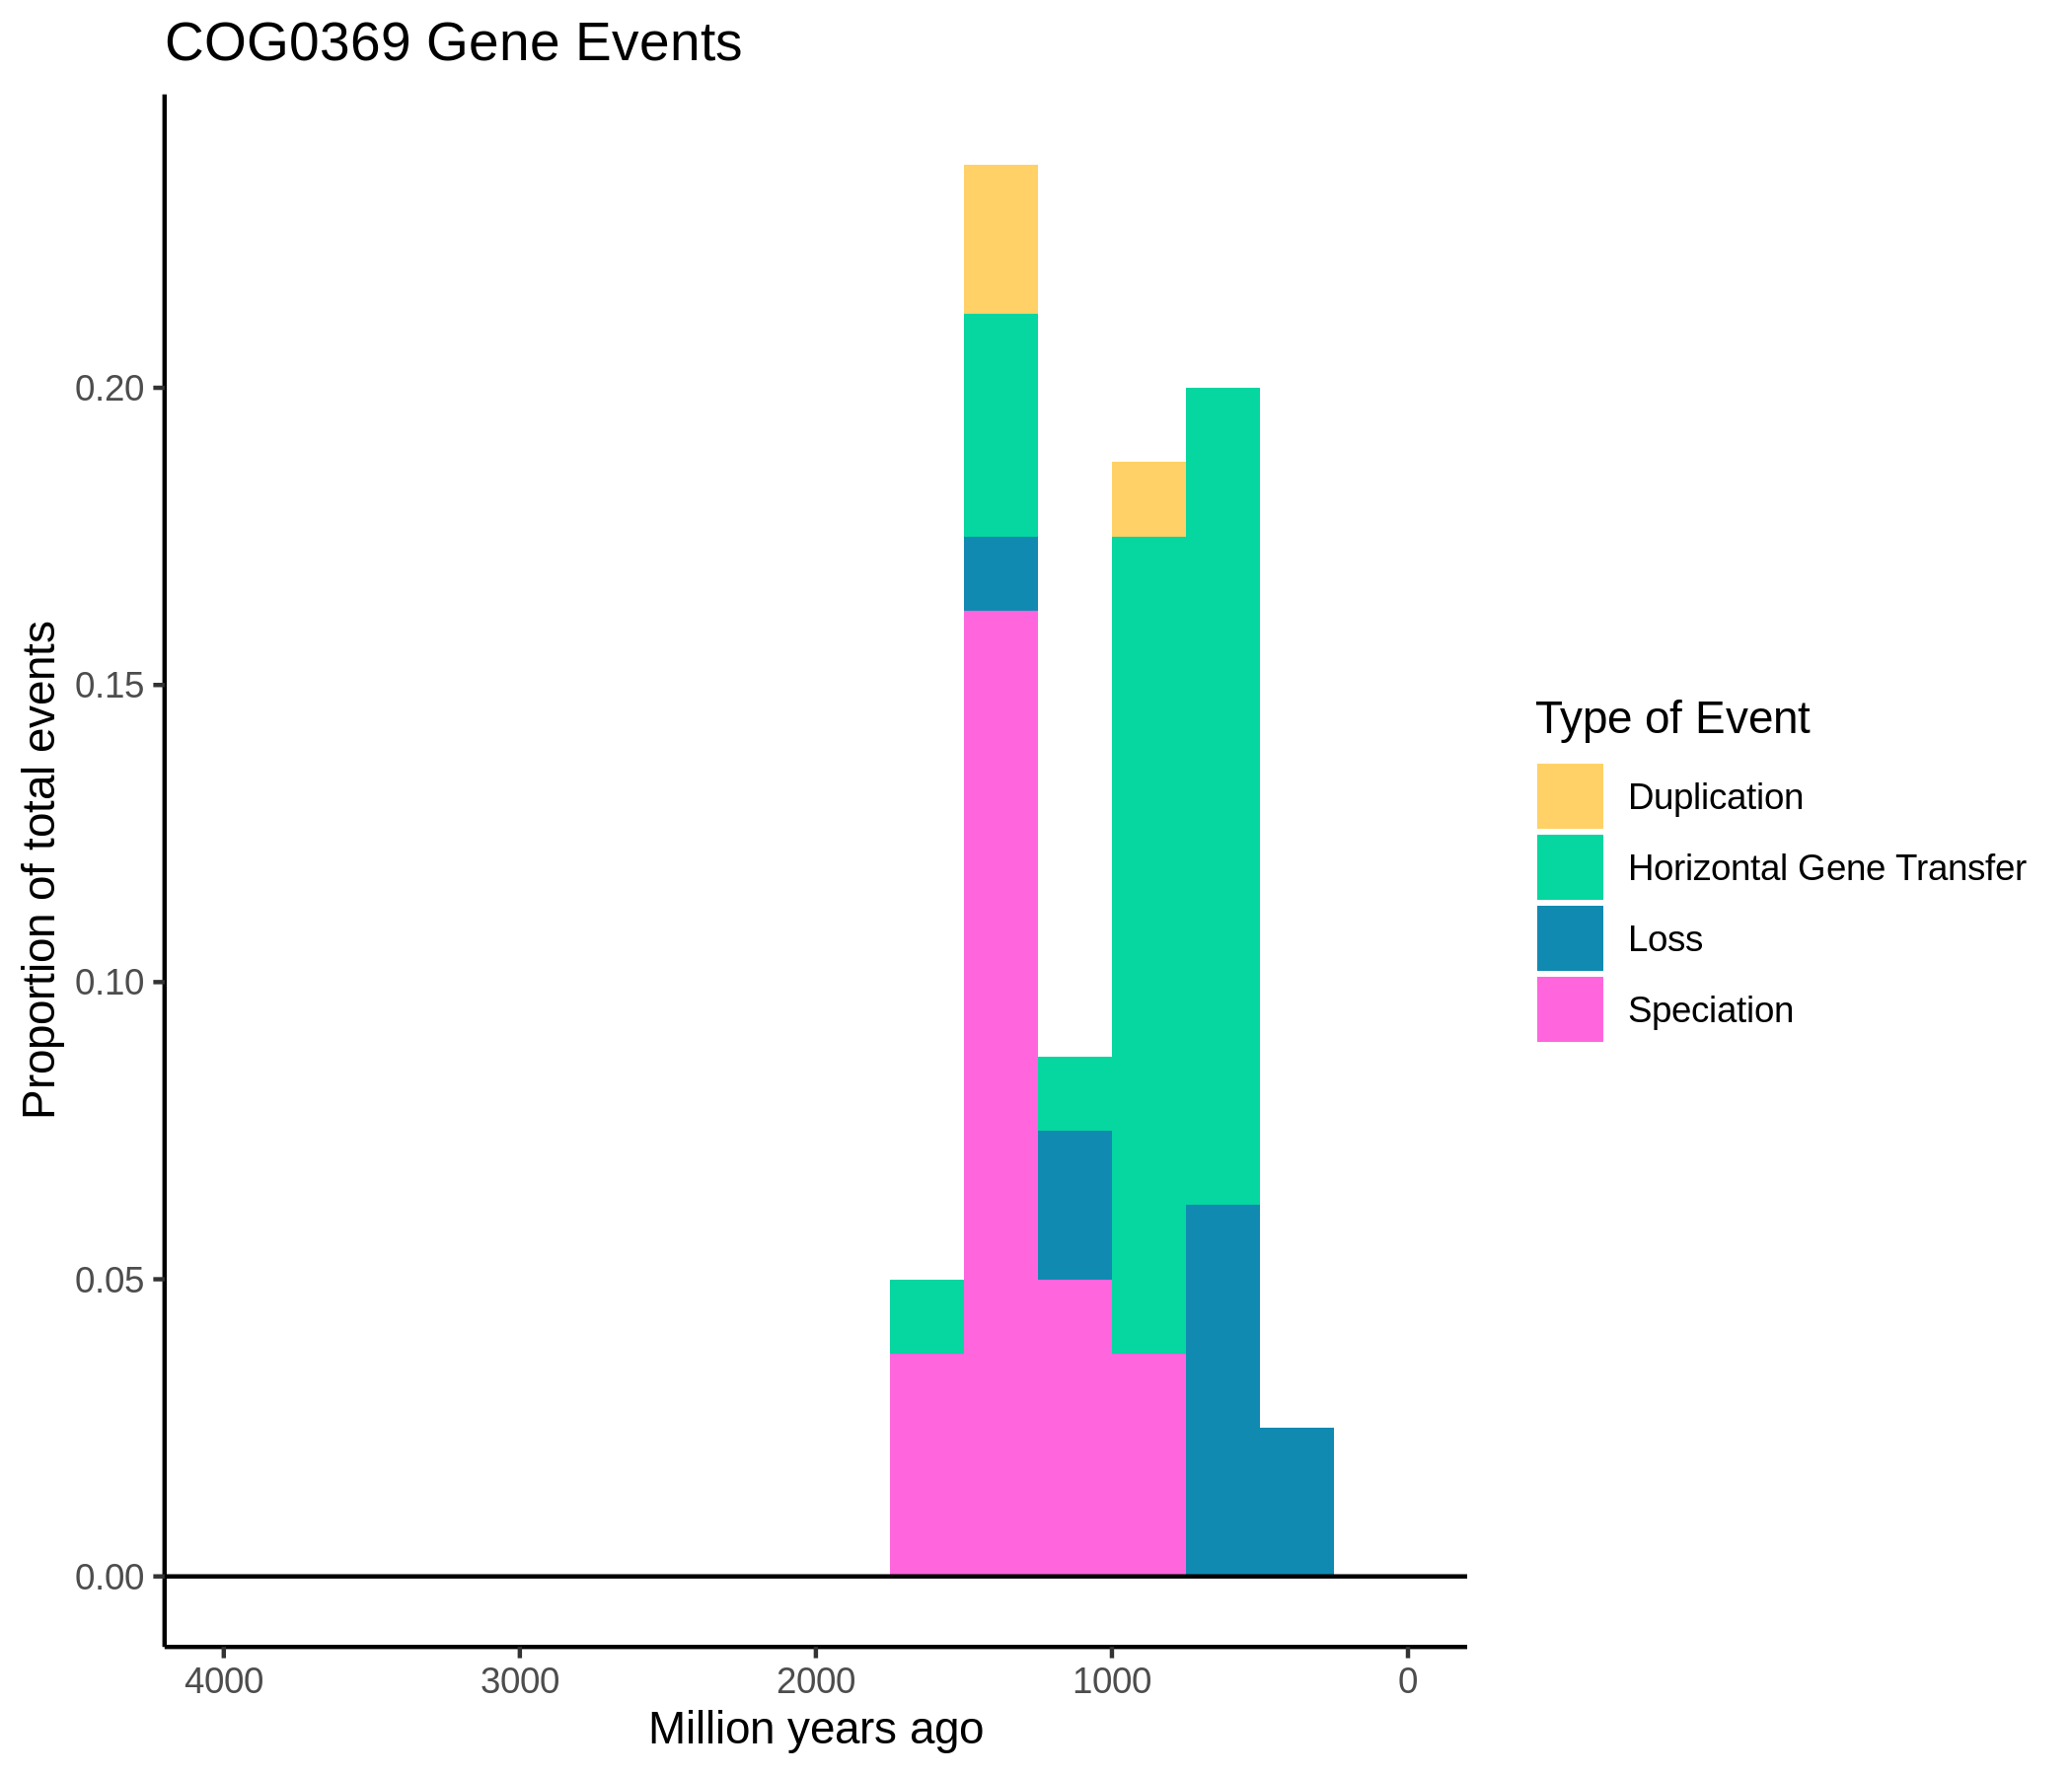 COG0369 Gene Events
Proportion of total events
0.20
0.15
0.10
0.05
0.00
4000 3000 2000 1000 0
Million years ago
Type of Event
Duplication
Horizontal Gene Transfer
Loss
Speciation